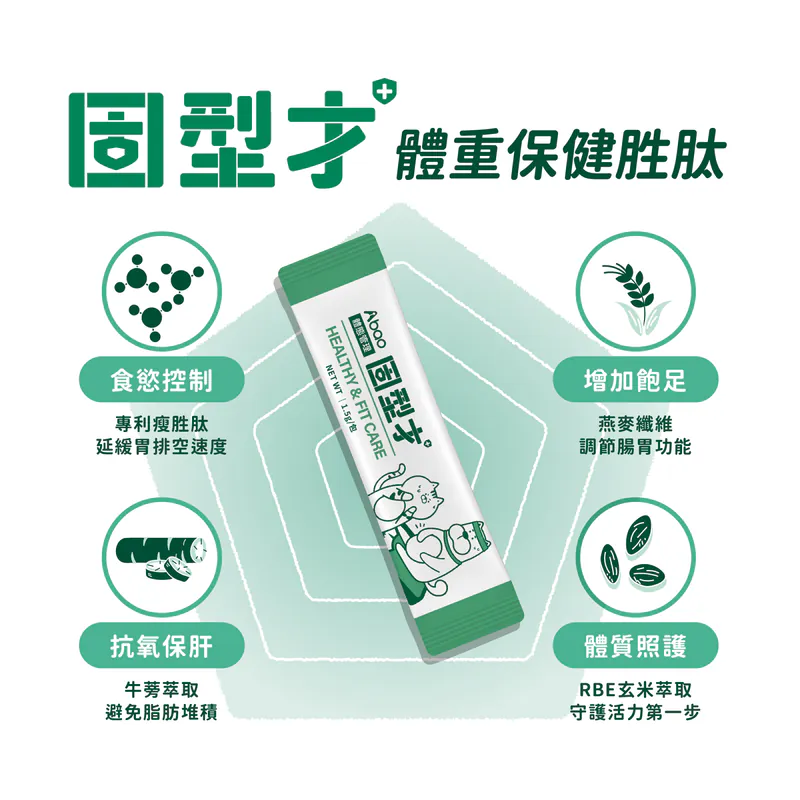 固型才
體重保健胜肽
食慾控制
專利瘦胜肽
延緩胃排空速度
增加飽足
燕麥纖維
調節腸胃功能
Aboo
體脂管理
固型才
HEALTHY & FIT CARE
NET WT | 1.5g/包
抗氧保肝
牛蒡萃取
避免脂肪堆積
體質照護
RBE玄米萃取
守護活力第一步